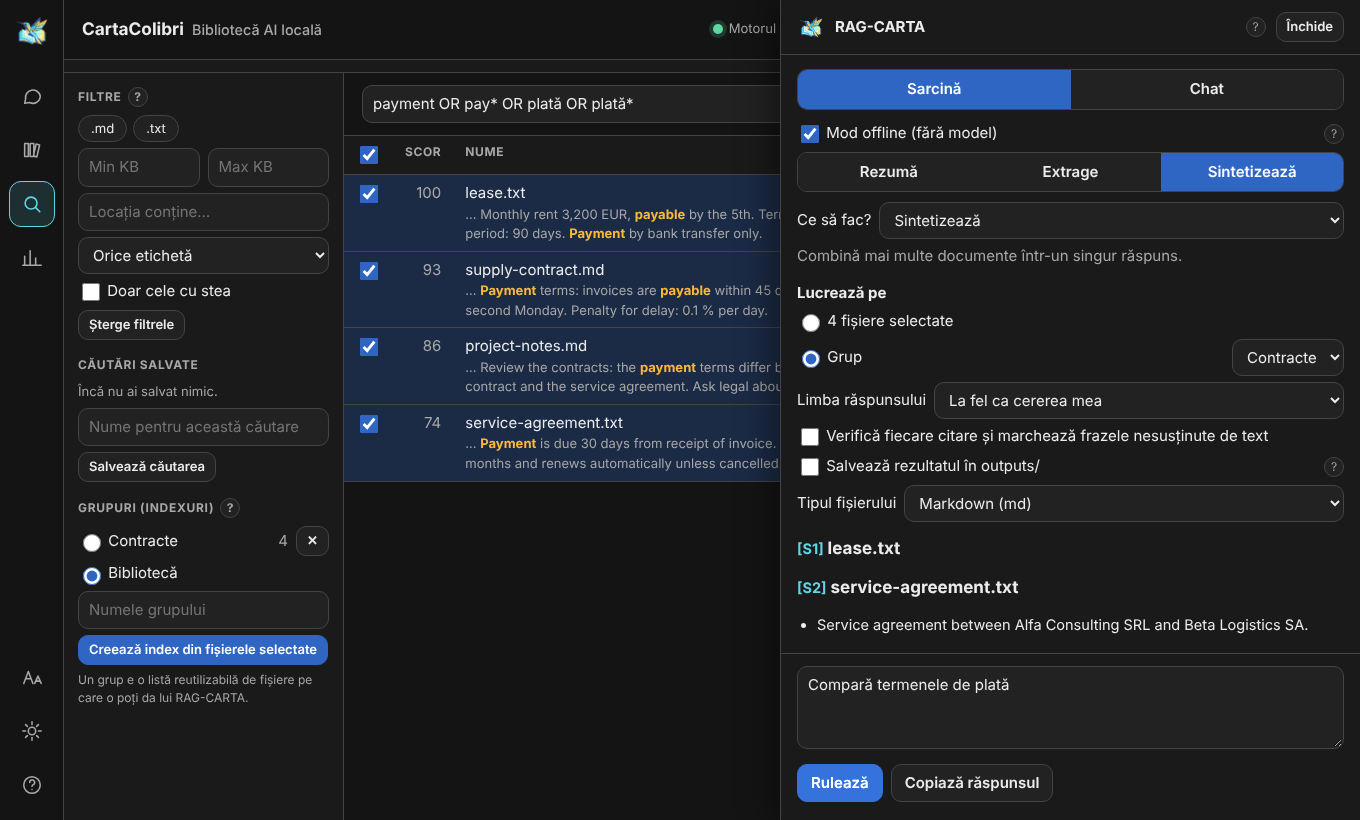 CartaColibri Bibliotecă AI locală
Motorul
FILTRE ?
.md .txt
Min KB Max KB
Locația conține...
Orice etichetă
Doar cele cu stea
Șterge filtrele
CĂUTĂRI SALVATE
Încă nu ai salvat nimic.
Nume pentru această căutare
Salvează căutarea
GRUPURI (INDEXURI) ?
Contracte 4 ✕
Bibliotecă
Numele grupului
Creează index din fișierele selectate
Un grup e o listă reutilizabilă de fișiere pe
care o poți da lui RAG-CARTA.
AA
payment OR pay* OR plată OR plată*
SCOR NUME
100 lease.txt
... Monthly rent 3,200 EUR, payable by the 5th.
period: 90 days. Payment by bank transfer only.
93 supply-contract.md
... Payment terms: invoices are payable within 45
second Monday. Penalty for delay: 0.1 % per day.
86 project-notes.md
... Review the contracts: the payment terms differ
contract and the service agreement. Ask legal
74 service-agreement.txt
... Payment is due 30 days from receipt of invoice.
months and renews automatically unless cancelled
RAG-CARTA ? Închide
Sarcină Chat
Mod offline (fără model) ?
Rezumă Extrage Sintetizează
Ce să fac? Sintetizează
Combină mai multe documente într-un singur răspuns.
Lucrează pe
4 fișiere selectate
Grup Contracte
Limba răspunsului La fel ca cererea mea
Verifică fiecare citare și marchează frazele nesusținute de text
Salvează rezultatul în outputs/ ?
Tipul fișierului Markdown (md)
[S1] lease.txt
[S2] service-agreement.txt
• Service agreement between Alfa Consulting SRL and Beta Logistics SA.
Compară termenele de plată
Rulează Copiază răspunsul